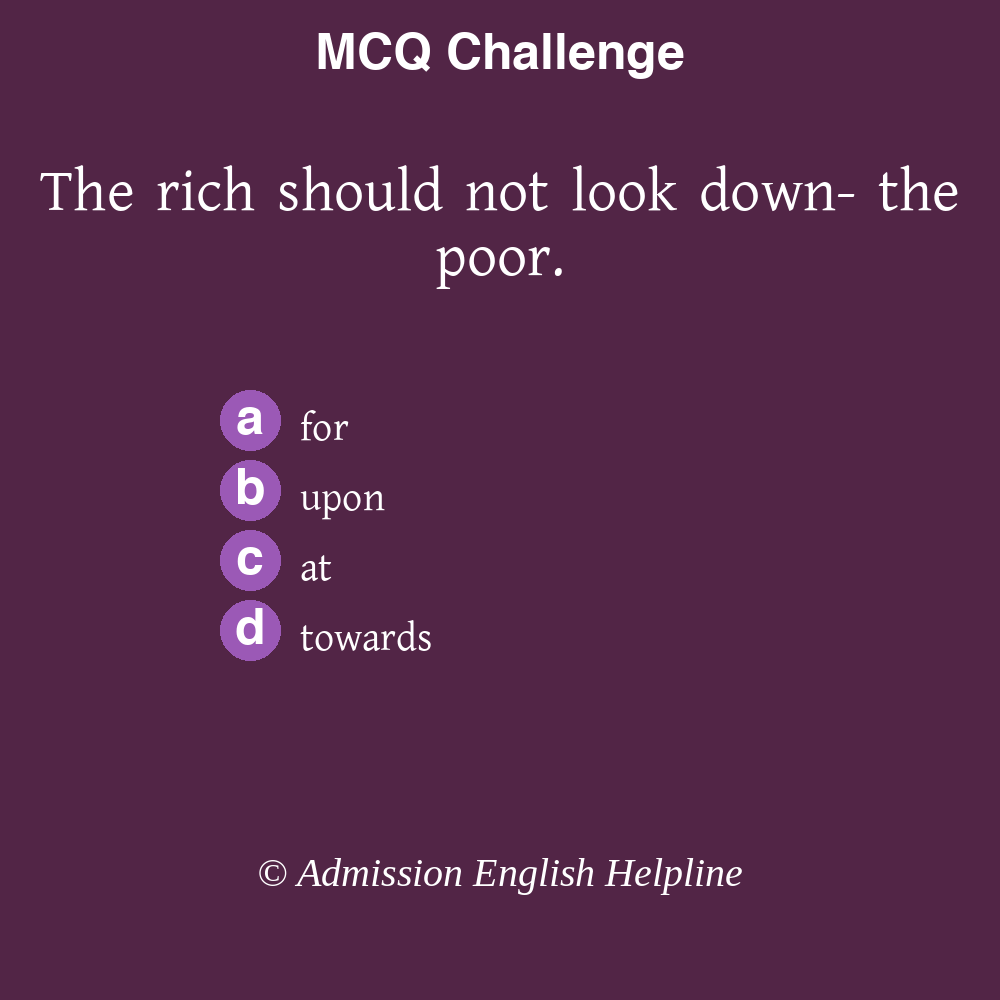 MCQ Challenge
The rich should not look down- the
poor.
a for
b upon
c at
d towards
© Admission English Helpline